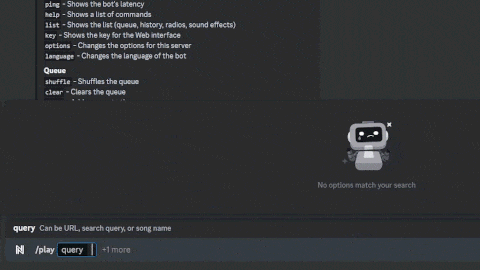 ping - Shows the bot's latency
help - Shows a list of commands
list - Shows the list (queue, history, radios, sound effects)
key - Shows the key for the Web interface
options - Changes the options for this server
language - Changes the language of the bot
Queue
shuffle - Shuffles the queue
clear - Clears the queue
No options match your search
query Can be URL, search query, or song name
/play query +1 more